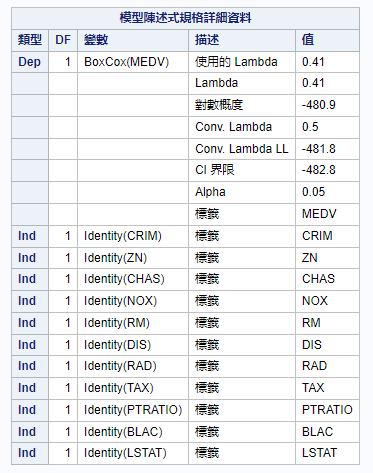 模型陳述式規格詳細資料
類型 DF 變數 描述 值
Dep 1 BoxCox(MEDV) 使用的 Lambda 0.41
Lambda 0.41
對數概度 -480.9
Conv. Lambda 0.5
Conv. Lambda LL -481.8
CI 界限 -482.8
Alpha 0.05
標籤 MEDV
Ind 1 Identity(CRIM) 標籤 CRIM
Ind 1 Identity(ZN) 標籤 ZN
Ind 1 Identity(CHAS) 標籤 CHAS
Ind 1 Identity(NOX) 標籤 NOX
Ind 1 Identity(RM) 標籤 RM
Ind 1 Identity(DIS) 標籤 DIS
Ind 1 Identity(RAD) 標籤 RAD
Ind 1 Identity(TAX) 標籤 TAX
Ind 1 Identity(PTRATIO) 標籤 PTRATIO
Ind 1 Identity(BLAC) 標籤 BLAC
Ind 1 Identity(LSTAT) 標籤 LSTAT